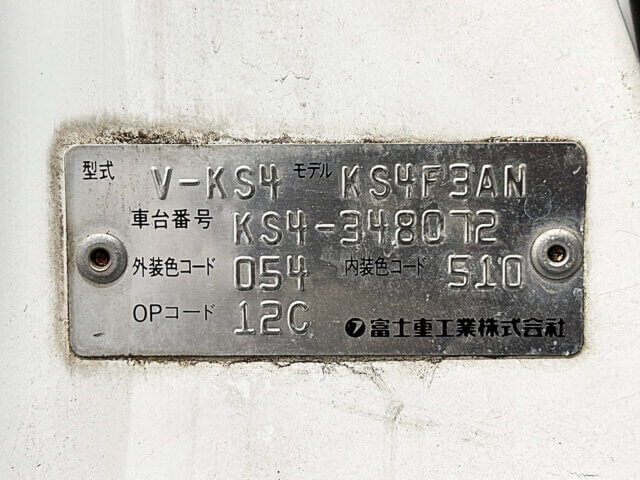 型式 V-KS4 モデル KS4F3AN
車台番号 KS4-348072
外装色コード 054 内装色コード 510
OPコード 12C 富士重工業株式会社